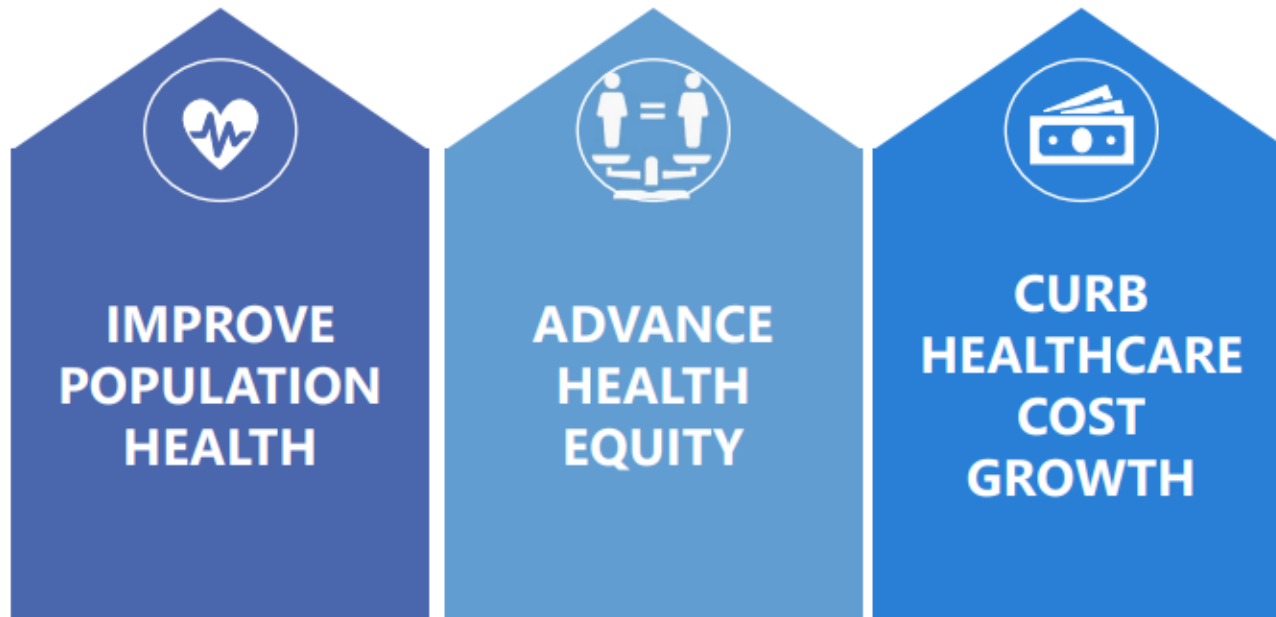 IMPROVE
POPULATION
HEALTH
ADVANCE
HEALTH
EQUITY
CURB
HEALTHCARE
COST
GROWTH